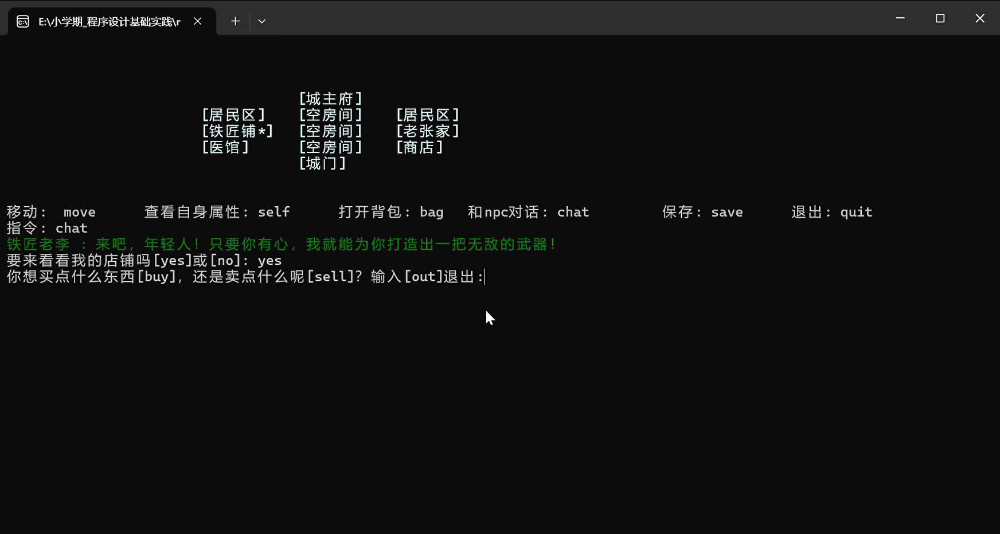 E:\小学期_程序设计基础实践\r
[城主府]
[居民区] [空房间] [居民区]
[铁匠铺*] [空房间] [老张家]
[医馆] [空房间] [商店]
[城门]
移动: move 查看自身属性: self 打开背包: bag 和npc对话: chat 保存: save 退出: quit
指令: chat
铁匠老李 : 来吧, 年轻人! 只要你有心, 我就能为你打造出一把无敌的武器!
要来看看我的店铺吗[yes]或[no]: yes
你想买点什么东西[buy], 还是卖点什么呢[sell]? 输入[out]退出: